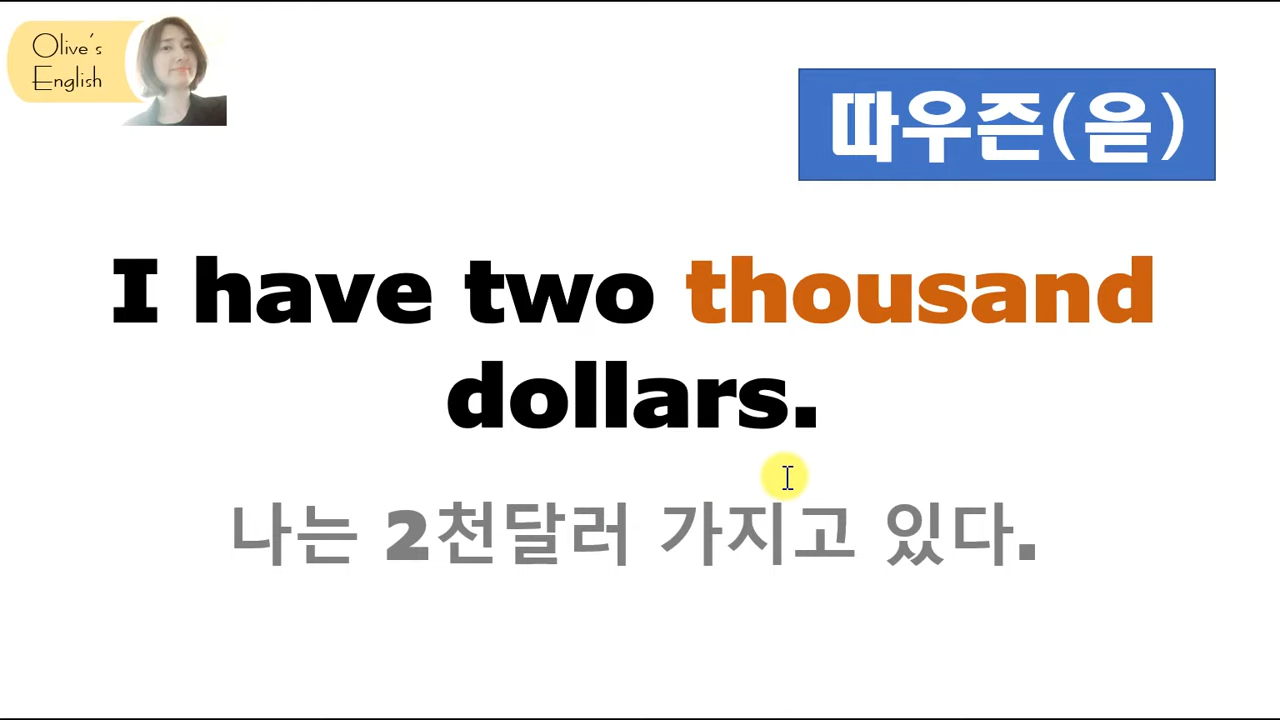 Olive's
English
따우즌(읃)
I have two thousand
dollars.
나는 2천달러 가지고 있다.